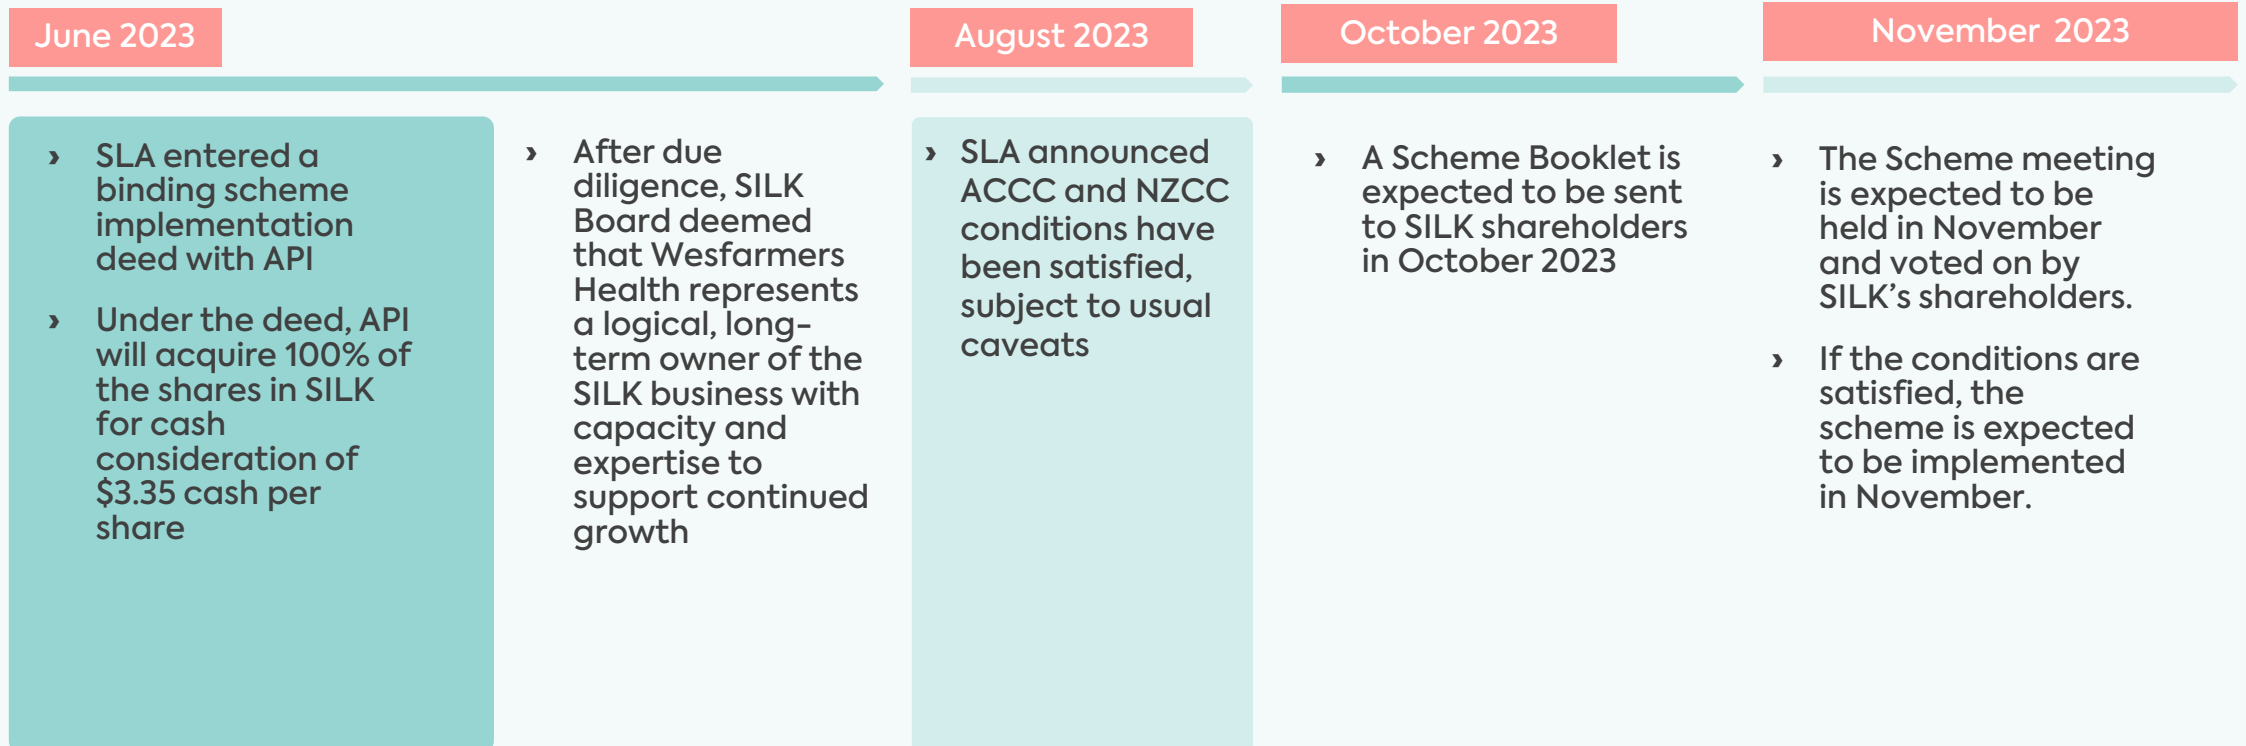 June 2023
› SLA entered a
binding scheme
implementation
deed with API
› Under the deed, API
will acquire 100% of
the shares in SILK
for cash
consideration of
$3.35 cash per
share
› After due
diligence, SILK
Board deemed
that Wesfarmers
Health represents
a logical, long-
term owner of the
SILK business with
capacity and
expertise to
support continued
growth
August 2023
› SLA announced
ACCC and NZCC
conditions have
been satisfied,
subject to usual
caveats
October 2023
› A Scheme Booklet is
expected to be sent
to SILK shareholders
in October 2023
November 2023
› The Scheme meeting
is expected to be
held in November
and voted on by
SILK’s shareholders.
› If the conditions are
satisfied, the
scheme is expected
to be implemented
in November.